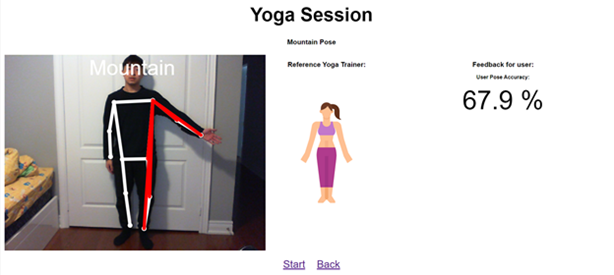 Yoga Session
Mountain Pose
Mountain
Reference Yoga Trainer:
Feedback for user:
User Pose Accuracy:
67.9 %
Start Back